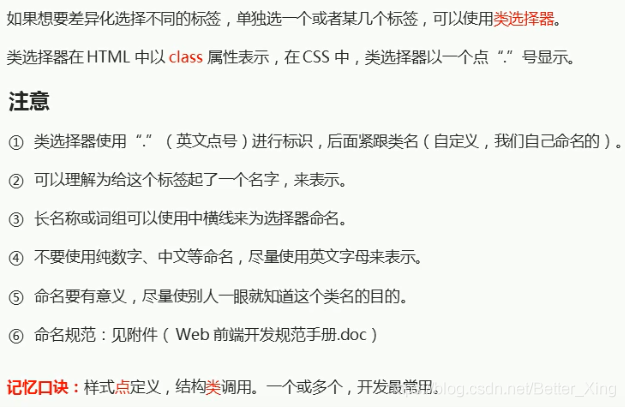 如果想要差异化选择不同的标签，单独选一个或者某几个标签，可以使用类选择器。
类选择器在 HTML 中以 class 属性表示，在 CSS 中，类选择器以一个点“.”号显示。
注意
① 类选择器使用“.”（英文点号）进行标识，后面紧跟类名（自定义，我们自己命名的）。
② 可以理解为给这个标签起了一个名字，来表示。
③ 长名称或词组可以使用中横线来为选择器命名。
④ 不要使用纯数字、中文等命名，尽量使用英文字母来表示。
⑤ 命名要有意义，尽量使别人一眼就知道这个类名的目的。
⑥ 命名规范：见附件（ Web 前端开发规范手册.doc）
记忆口诀：样式点定义，结构类调用。一个或多个，开发最常用。
blog.csdn.net/Better_Xing